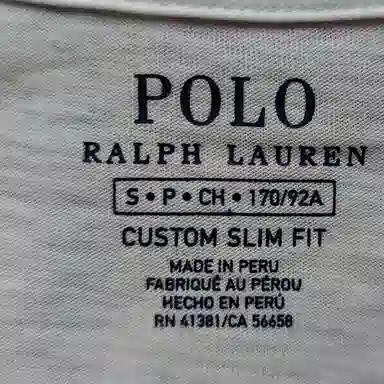 POLO
RALPH LAUREN
S • P • CH • 170/92A
CUSTOM SLIM FIT
MADE IN PERU
FABRIQUÉ AU PÉROU
HECHO EN PERÚ
RN 41381/CA 56658